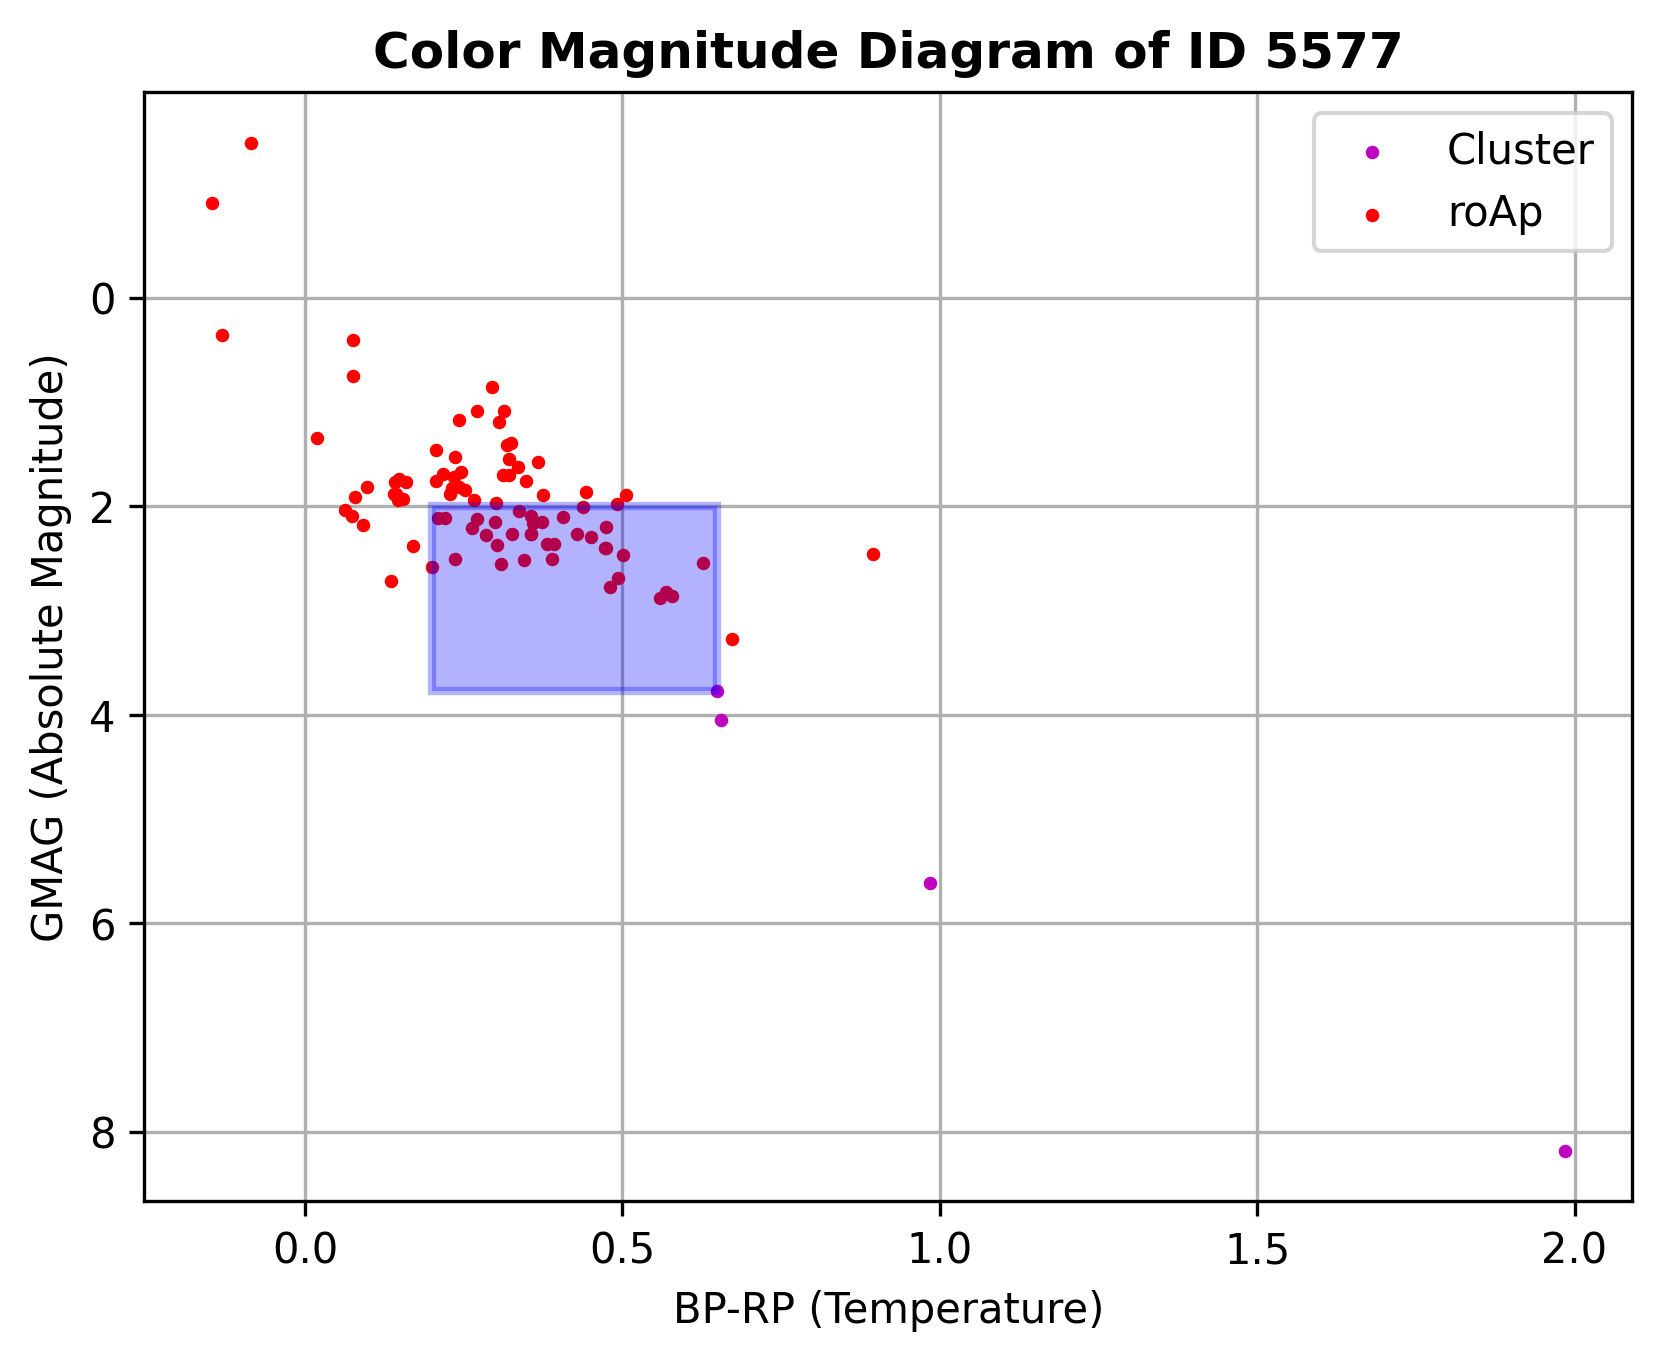 Color Magnitude Diagram of ID 5577
Cluster
roAp
GMAG (Absolute Magnitude)
0
2
4
6
8
0.0 0.5 1.0 1.5 2.0
BP-RP (Temperature)